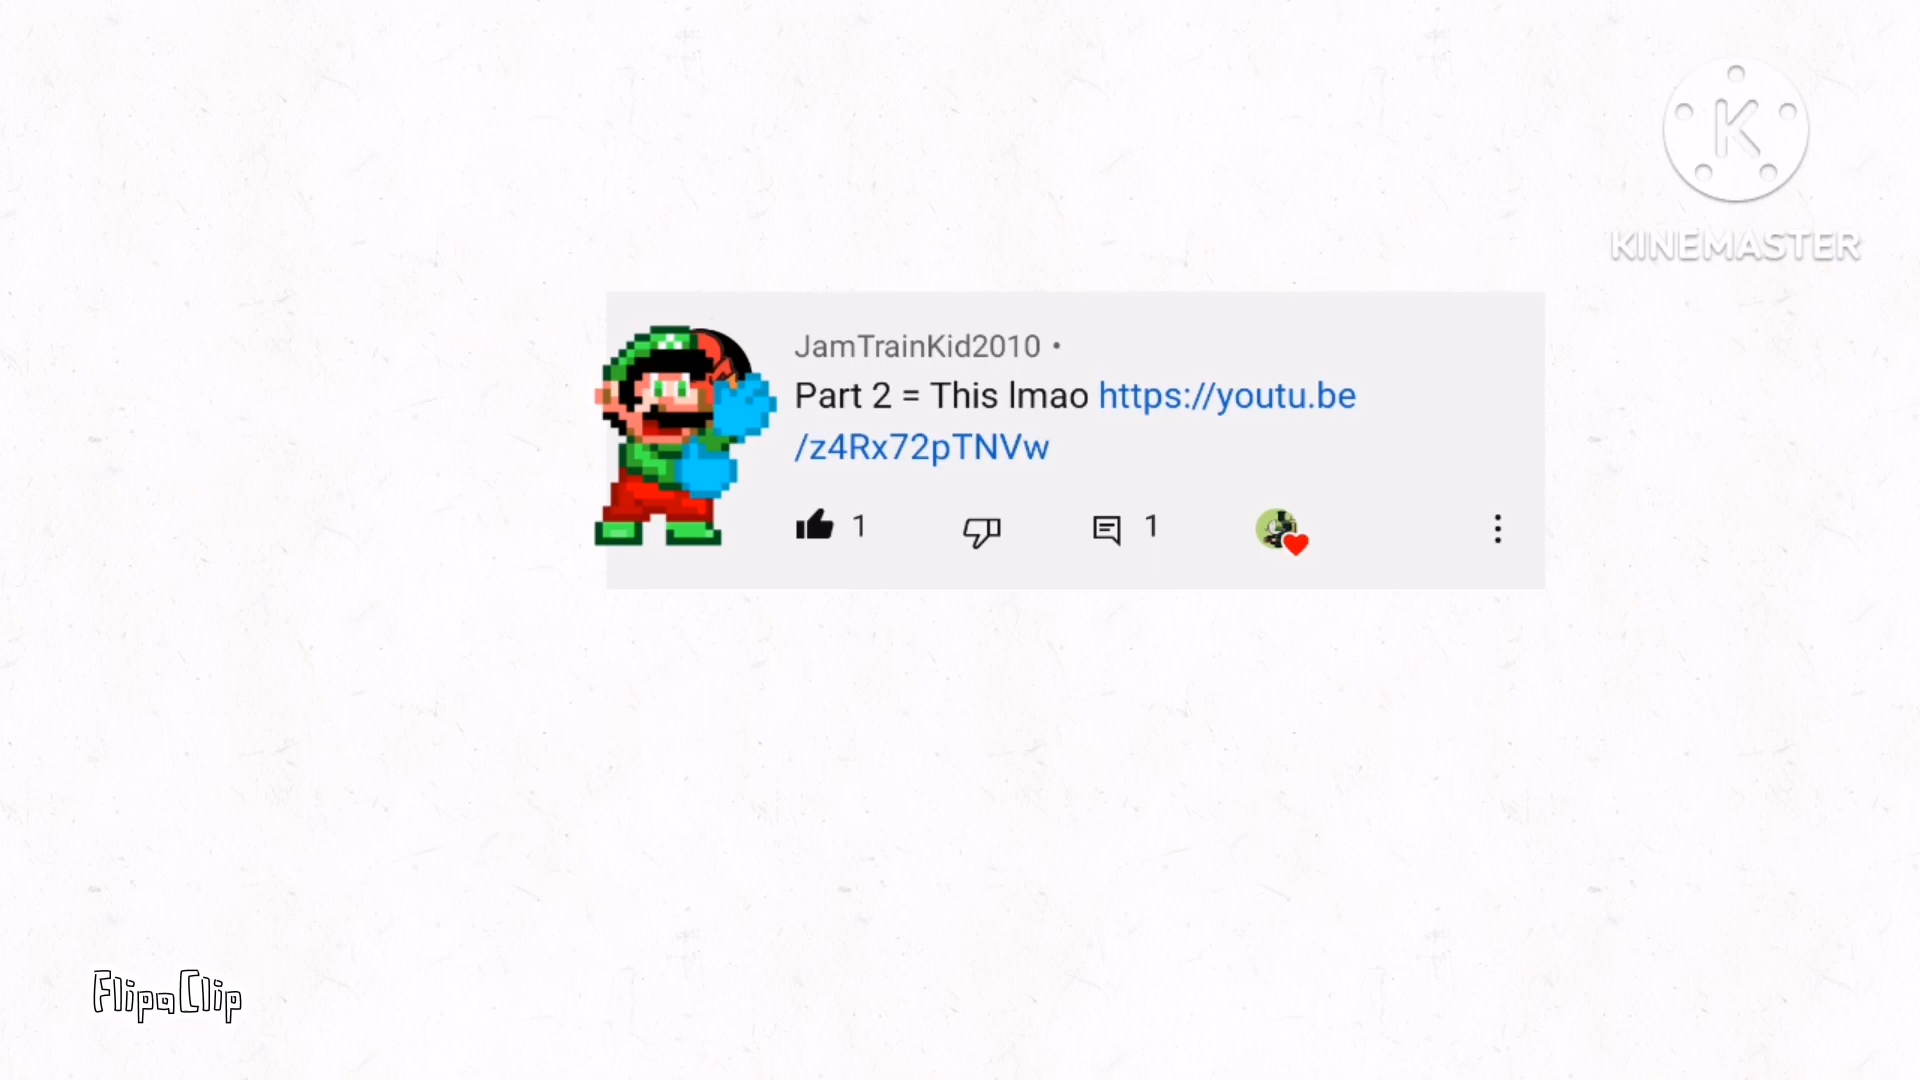 K
KINEMASTER
JamTrainKid2010 •
Part 2 = This lmao https://youtu.be
/z4Rx72pTNVw
1 1
FlipaClip